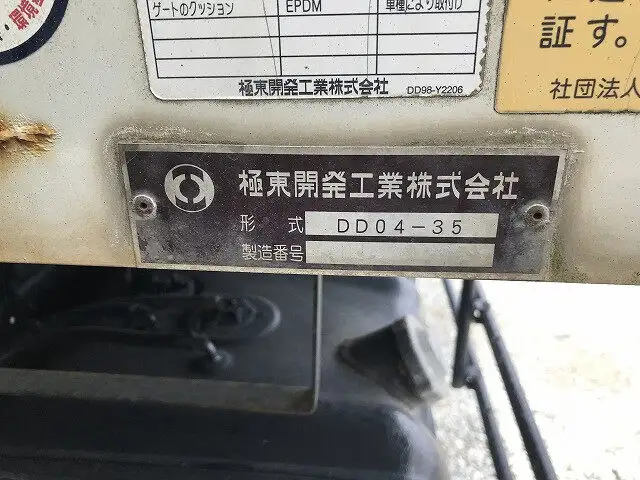 環境
ゲートのクッション EPDM 車種により取付け
極東開発工業株式会社 DD98-Y2206
証す。
社団法人
極東開発工業株式会社
形式 DD04-35
製造番号